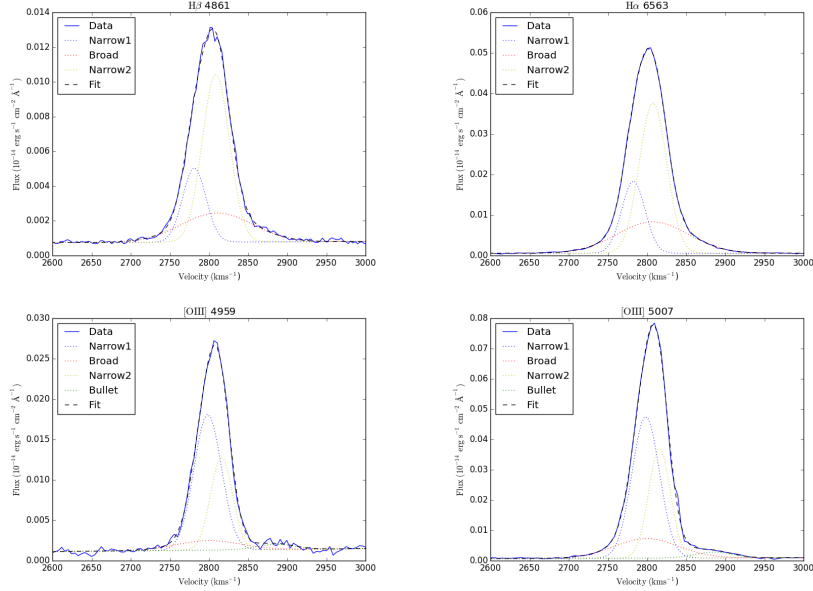 Hβ 4861
Flux (10⁻¹⁴ erg s⁻¹ cm⁻² Å⁻¹)
0.014
0.012
0.010
0.008
0.006
0.004
0.002
0.000
Data
Narrow1
Broad
Narrow2
Fit
2600 2650 2700 2750 2800 2850 2900 2950 3000
Velocity (kms⁻¹)
Hα 6563
Flux (10⁻¹⁴ erg s⁻¹ cm⁻² Å⁻¹)
0.06
0.05
0.04
0.03
0.02
0.01
0.00
Data
Narrow1
Broad
Narrow2
Fit
2600 2650 2700 2750 2800 2850 2900 2950 3000
Velocity (kms⁻¹)
[OIII] 4959
Flux (10⁻¹⁴ erg s⁻¹ cm⁻² Å⁻¹)
0.030
0.025
0.020
0.015
0.010
0.005
0.000
Data
Narrow1
Broad
Narrow2
Bullet
Fit
2600 2650 2700 2750 2800 2850 2900 2950 3000
Velocity (kms⁻¹)
[OIII] 5007
Flux (10⁻¹⁴ erg s⁻¹ cm⁻² Å⁻¹)
0.08
0.07
0.06
0.05
0.04
0.03
0.02
0.01
0.00
Data
Narrow1
Broad
Narrow2
Bullet
Fit
2600 2650 2700 2750 2800 2850 2900 2950 3000
Velocity (kms⁻¹)